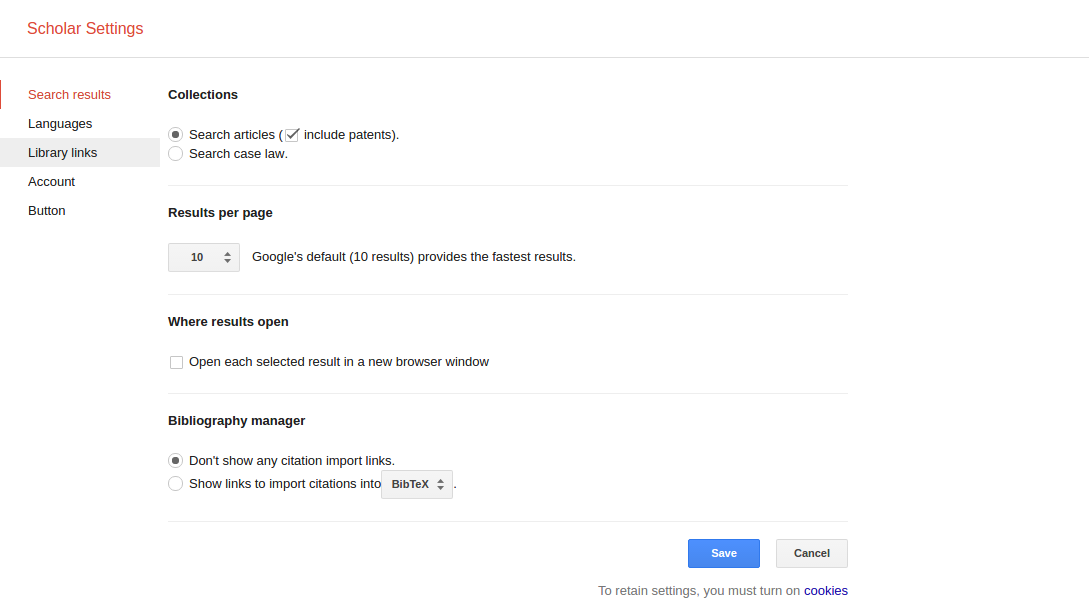 Scholar Settings
Search results
Languages
Library links
Account
Button
Collections
Search articles ( include patents).
Search case law.
Results per page
10 Google's default (10 results) provides the fastest results.
Where results open
Open each selected result in a new browser window
Bibliography manager
Don't show any citation import links.
Show links to import citations into BibTeX .
Save Cancel
To retain settings, you must turn on cookies